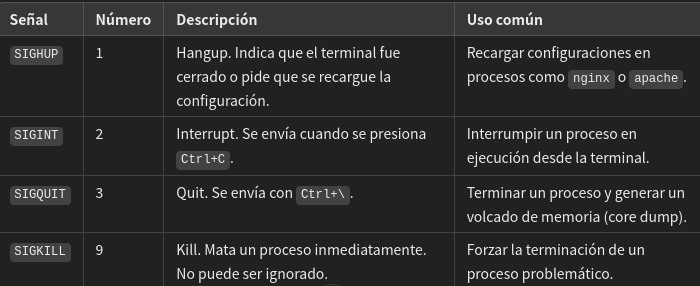 Señal Número Descripción Uso común
SIGHUP 1 Hangup. Indica que el terminal fue Recargar configuraciones en
cerrado o pide que se recargue la procesos como nginx o apache.
configuración.
SIGINT 2 Interrupt. Se envía cuando se presiona Interrumpir un proceso en
Ctrl+C. ejecución desde la terminal.
SIGQUIT 3 Quit. Se envía con Ctrl+\. Terminar un proceso y generar un
volcado de memoria (core dump).
SIGKILL 9 Kill. Mata un proceso inmediatamente. Forzar la terminación de un
No puede ser ignorado. proceso problemático.